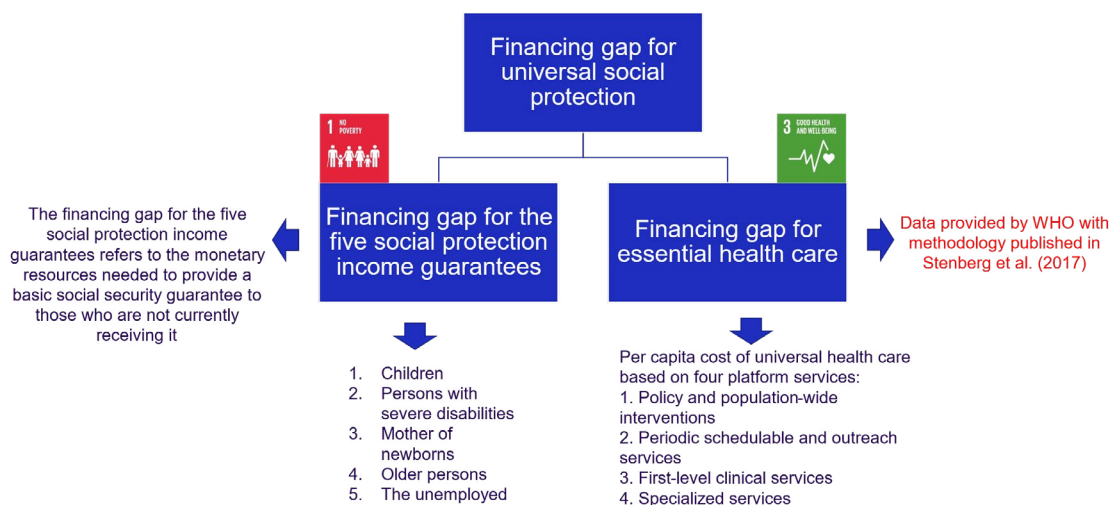 Financing gap for
universal social
protection
1 NO
POVERTY
3 GOOD HEALTH
AND WELL-BEING
The financing gap for the five
social protection income
guarantees refers to the monetary
resources needed to provide a
basic social security guarantee to
those who are not currently
receiving it
Financing gap for the
five social protection
income guarantees
Financing gap for
essential health care
Data provided by WHO with
methodology published in
Stenberg et al. (2017)
1. Children
2. Persons with
severe disabilities
3. Mother of
newborns
4. Older persons
5. The unemployed
Per capita cost of universal health care
based on four platform services:
1. Policy and population-wide
interventions
2. Periodic schedulable and outreach
services
3. First-level clinical services
4. Specialized services